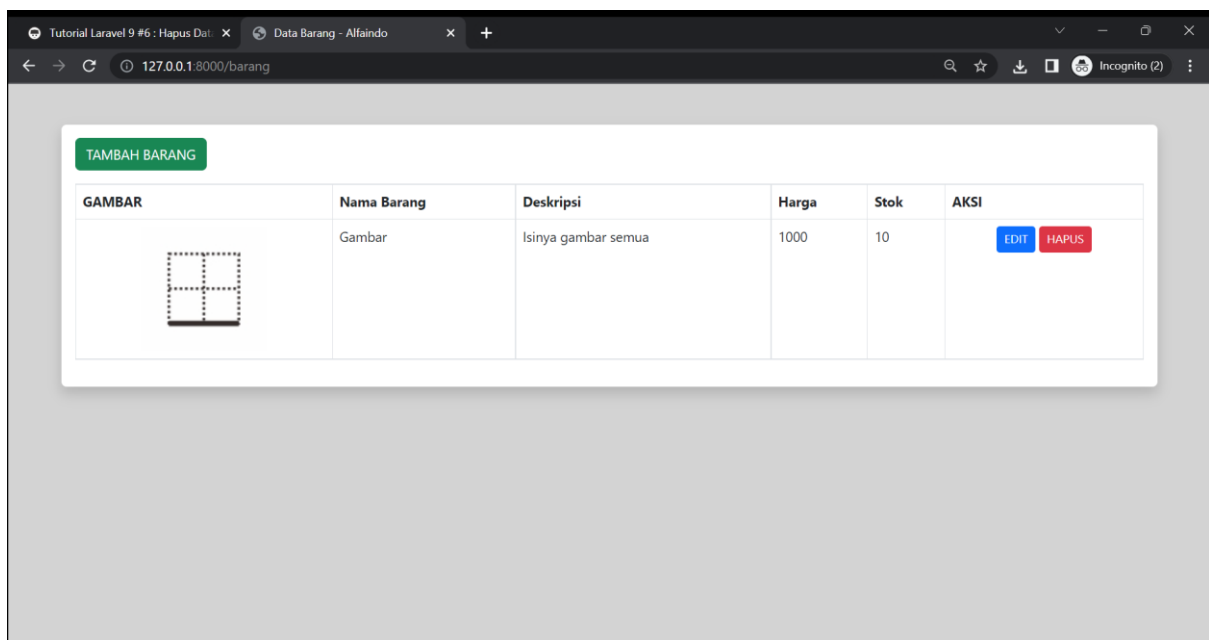 Tutorial Laravel 9 #6 : Hapus Data Data Barang - Alfaindo
127.0.0.1:8000/barang Incognito (2)
TAMBAH BARANG
GAMBAR Nama Barang Deskripsi Harga Stok AKSI
Gambar Isinya gambar semua 1000 10 EDIT HAPUS